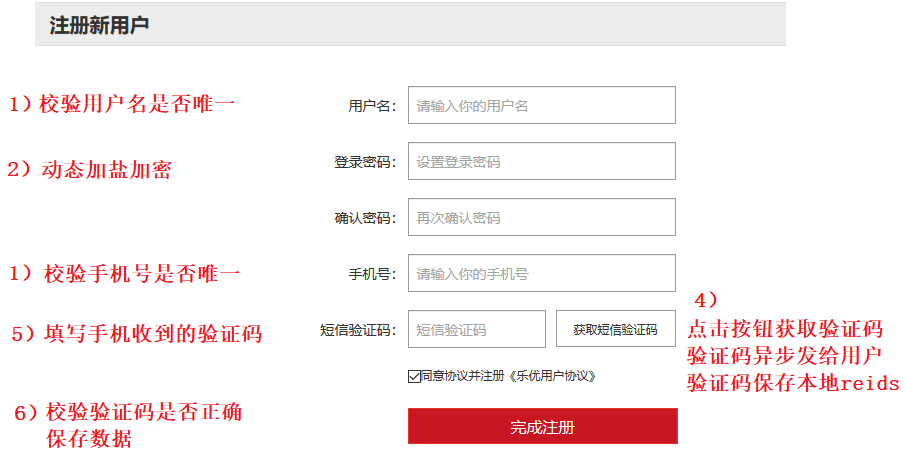 注册新用户
1）校验用户名是否唯一
用户名：
请输入你的用户名
2）动态加盐加密
登录密码：
设置登录密码
确认密码：
再次确认密码
1）校验手机号是否唯一
手机号：
请输入你的手机号
5）填写手机收到的验证码
短信验证码：
短信验证码
获取短信验证码
4）
点击按钮获取验证码
验证码异步发给用户
验证码保存本地reids
同意协议并注册《乐优用户协议》
6）校验验证码是否正确
保存数据
完成注册